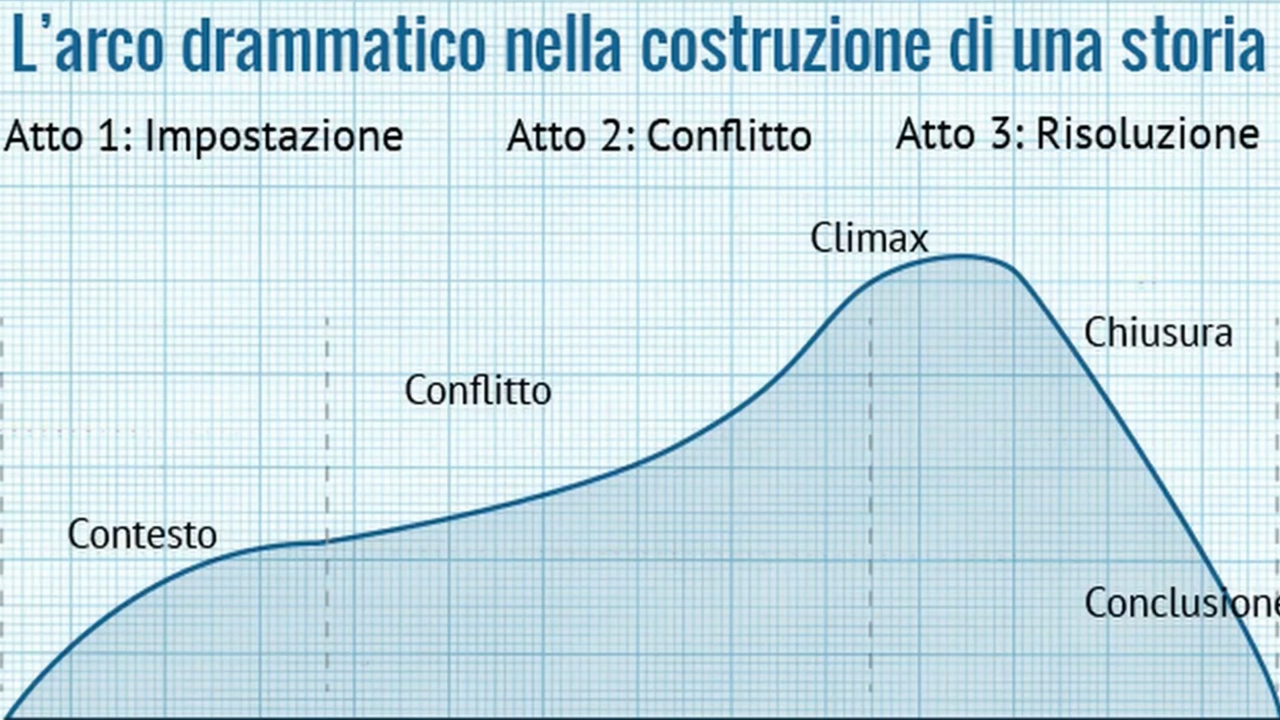 L’arco drammatico nella costruzione di una storia
Atto 1: Impostazione
Atto 2: Conflitto
Atto 3: Risoluzione
Climax
Chiusura
Conflitto
Contesto
Conclusione